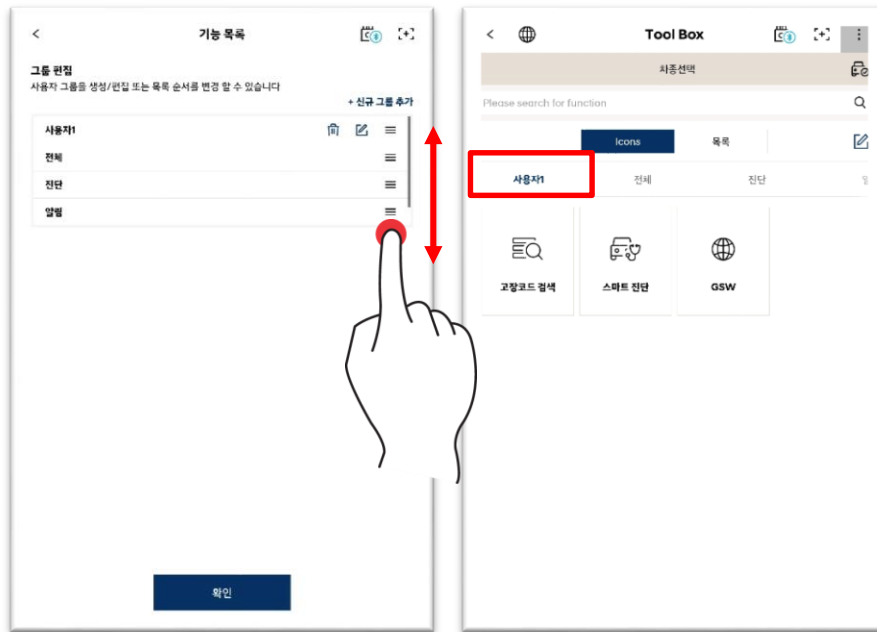 기능 목록
그룹 편집
사용자 그룹을 생성/편집 또는 목록 순서를 변경 할 수 있습니다
+ 신규 그룹 추가
사용자1
전체
진단
알림
확인
Tool Box
차종선택
Please search for function
Icons 목록
사용자1 전체 진단
고장코드 검색 스마트 진단 GSW